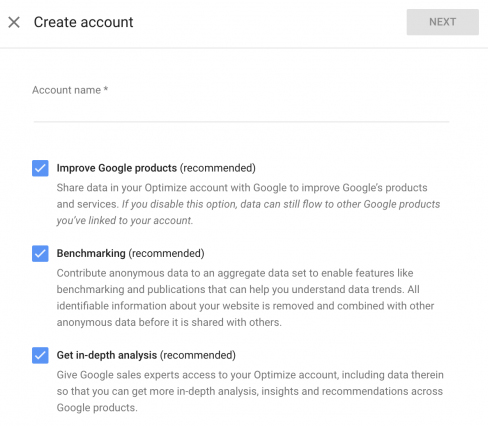 Create account
NEXT
Account name *
Improve Google products (recommended)
Share data in your Optimize account with Google to improve Google's products
and services. If you disable this option, data can still flow to other Google products
you've linked to your account.
Benchmarking (recommended)
Contribute anonymous data to an aggregate data set to enable features like
benchmarking and publications that can help you understand data trends. All
identifiable information about your website is removed and combined with other
anonymous data before it is shared with others.
Get in-depth analysis (recommended)
Give Google sales experts access to your Optimize account, including data therein
so that you can get more in-depth analysis, insights and recommendations across
Google products.